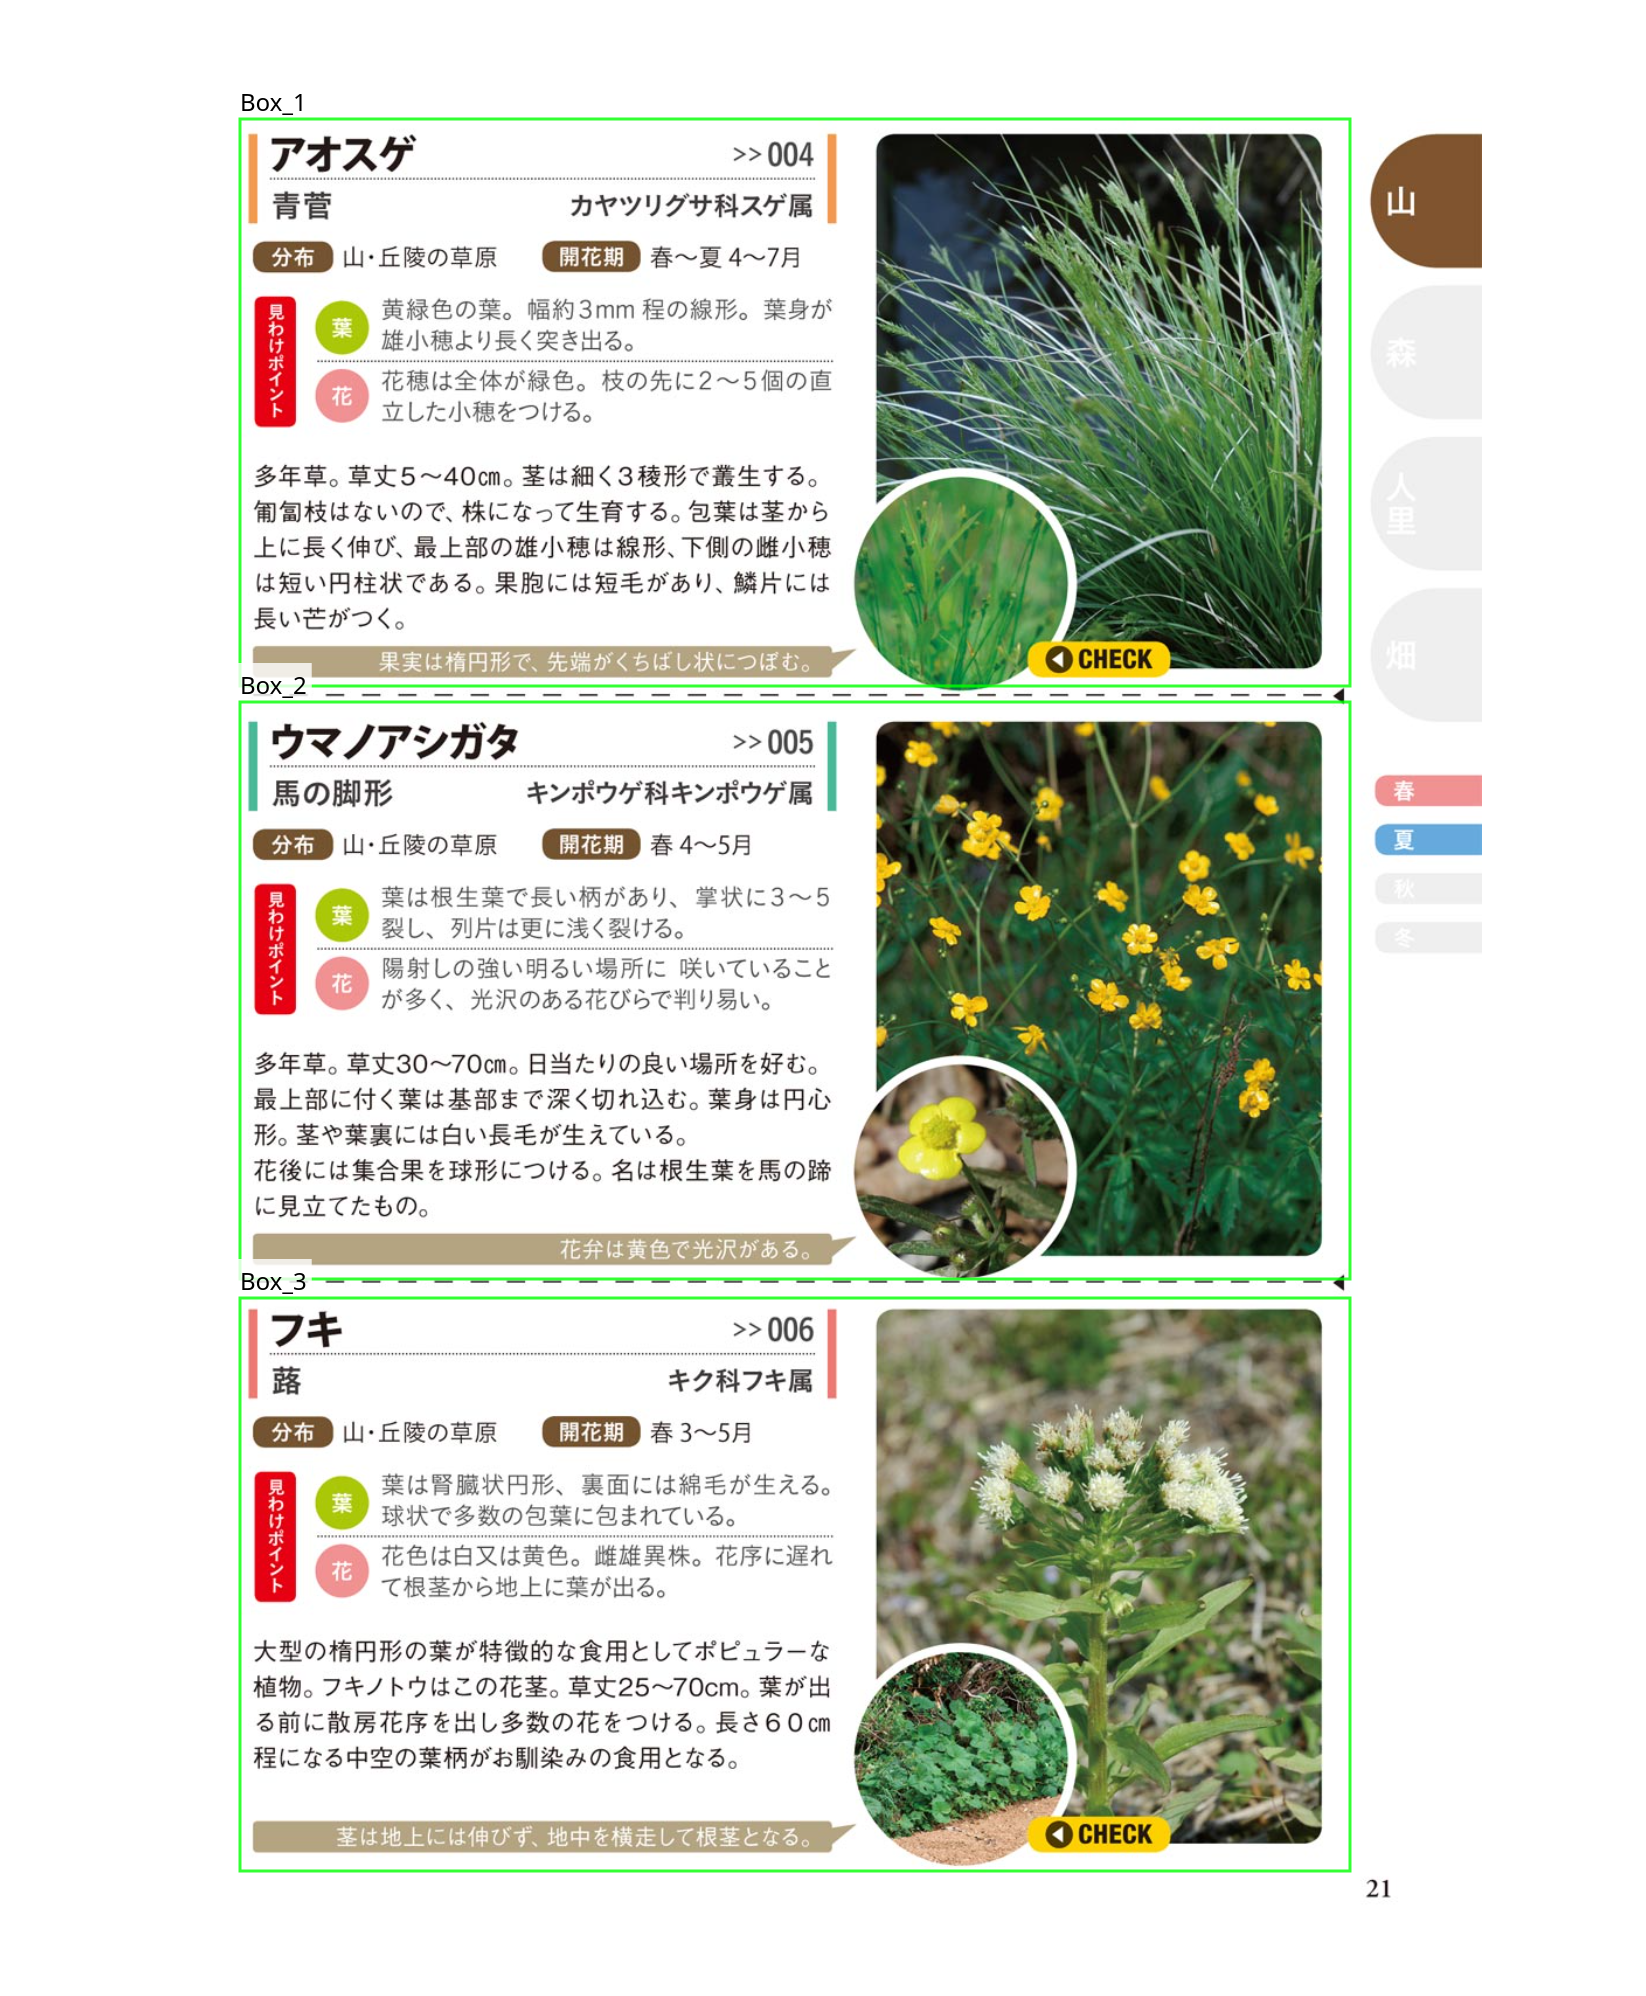 Box_1
アオスゲ >>004
青菅 カヤツリグサ科スゲ属
分布 山・丘陵の草原 開花期 春～夏 4～7月
見わけポイント
葉 黄緑色の葉。幅約3mm 程の線形。葉身が
雄小穂より長く突き出る。
花 花穂は全体が緑色。枝の先に2～5個の直
立した小穂をつける。
多年草。草丈5～40㎝。茎は細く3稜形で叢生する。
匍匐枝はないので、株になって生育する。包葉は茎から
上に長く伸び、最上部の雄小穂は線形、下側の雌小穂
は短い円柱状である。果胞には短毛があり、鱗片には
長い芒がつく。
果実は楕円形で、先端がくちばし状につぼむ。
CHECK
Box_2
ウマノアシガタ >>005
馬の脚形 キンポウゲ科キンポウゲ属
分布 山・丘陵の草原 開花期 春 4～5月
見わけポイント
葉 葉は根生葉で長い柄があり、掌状に3～5
裂し、列片は更に浅く裂ける。
花 陽射しの強い明るい場所に 咲いていること
が多く、光沢のある花びらで判り易い。
多年草。草丈30～70㎝。日当たりの良い場所を好む。
最上部に付く葉は基部まで深く切れ込む。葉身は円心
形。茎や葉裏には白い長毛が生えている。
花後には集合果を球形につける。名は根生葉を馬の蹄
に見立てたもの。
花弁は黄色で光沢がある。
Box_3
フキ >>006
蕗 キク科フキ属
分布 山・丘陵の草原 開花期 春 3～5月
見わけポイント
葉 葉は腎臓状円形、裏面には綿毛が生える。
球状で多数の包葉に包まれている。
花 花色は白又は黄色。雌雄異株。花序に遅れ
て根茎から地上に葉が出る。
大型の楕円形の葉が特徴的な食用としてポピュラーな
植物。フキノトウはこの花茎。草丈25～70cm。葉が出
る前に散房花序を出し多数の花をつける。長さ60㎝
程になる中空の葉柄がお馴染みの食用となる。
茎は地上には伸びず、地中を横走して根茎となる。
CHECK
山
森
人里
畑
春
夏
秋
冬
21